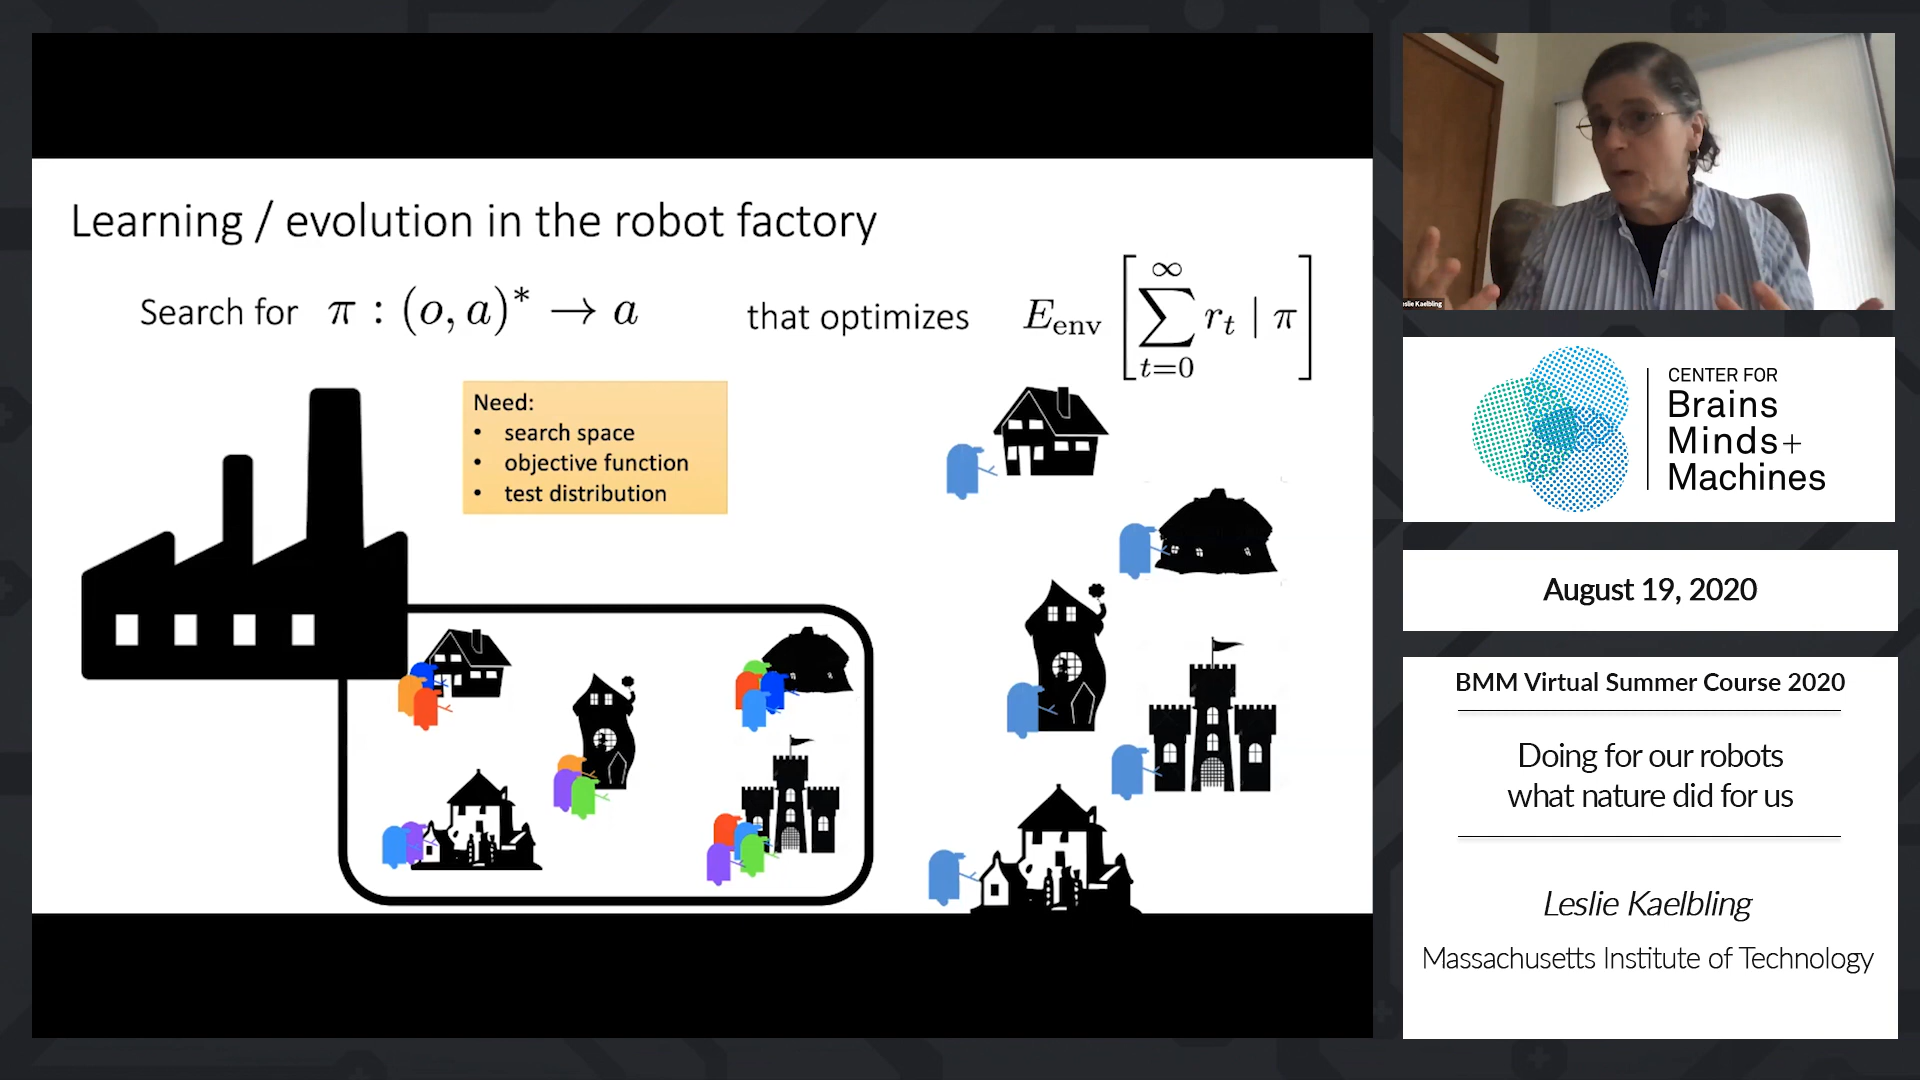 Learning / evolution in the robot factory
Search for π : (o, a)* → a that optimizes E_env [ ∑_{t=0}^{∞} r_t | π ]
Need:
• search space
• objective function
• test distribution
Leslie Kaelbling
CENTER FOR
Brains
Minds+
Machines
August 19, 2020
BMM Virtual Summer Course 2020
Doing for our robots
what nature did for us
Leslie Kaelbling
Massachusetts Institute of Technology